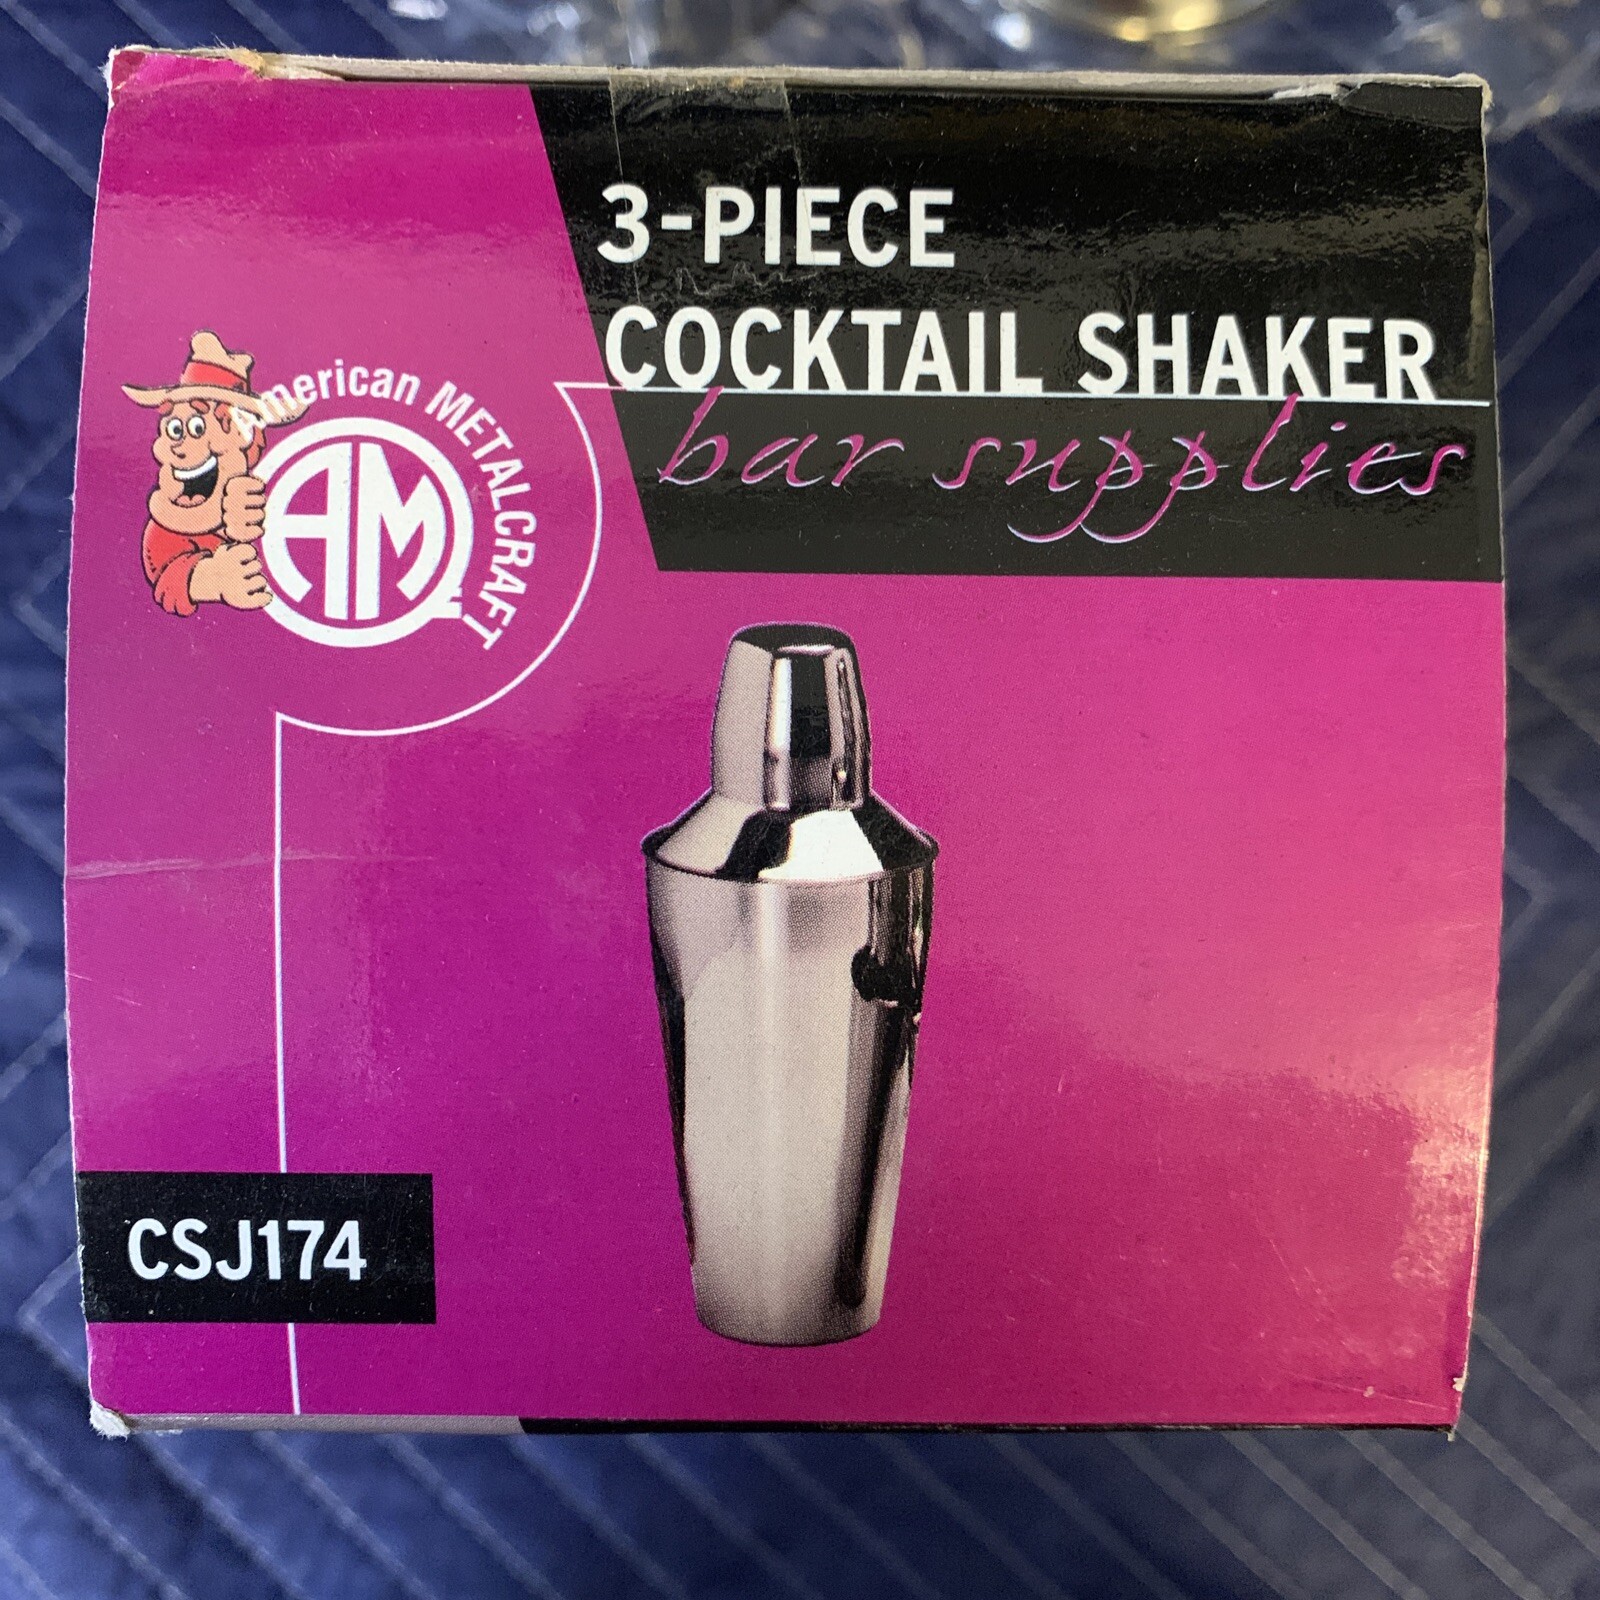 3-PIECE
COCKTAIL SHAKER
bar supplies
American METALCRAFT
AM
CSJ174